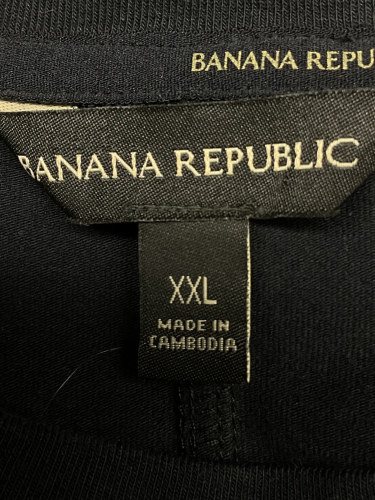 BANANA REPU
BANANA REPUBLIC
XXL
MADE IN
CAMBODIA